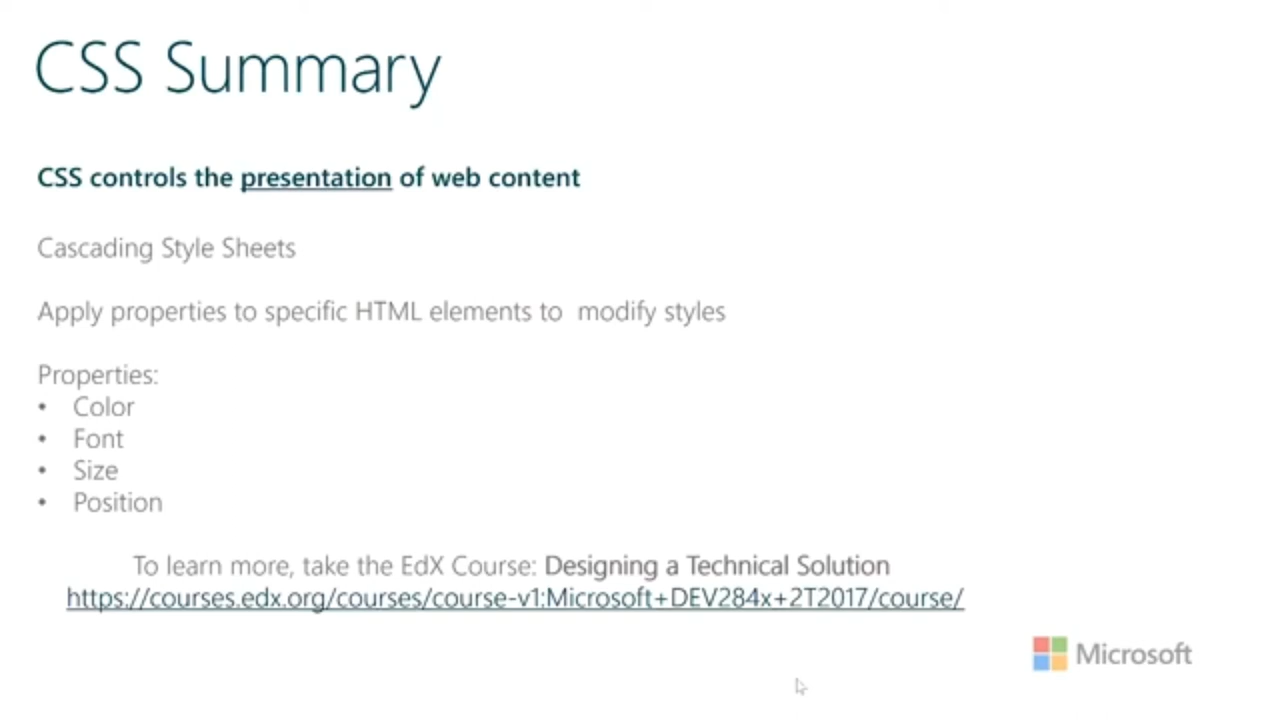 CSS Summary
CSS controls the presentation of web content
Cascading Style Sheets
Apply properties to specific HTML elements to  modify styles
Properties:
• Color
• Font
• Size
• Position
To learn more, take the EdX Course: Designing a Technical Solution
https://courses.edx.org/courses/course-v1:Microsoft+DEV284x+2T2017/course/
Microsoft